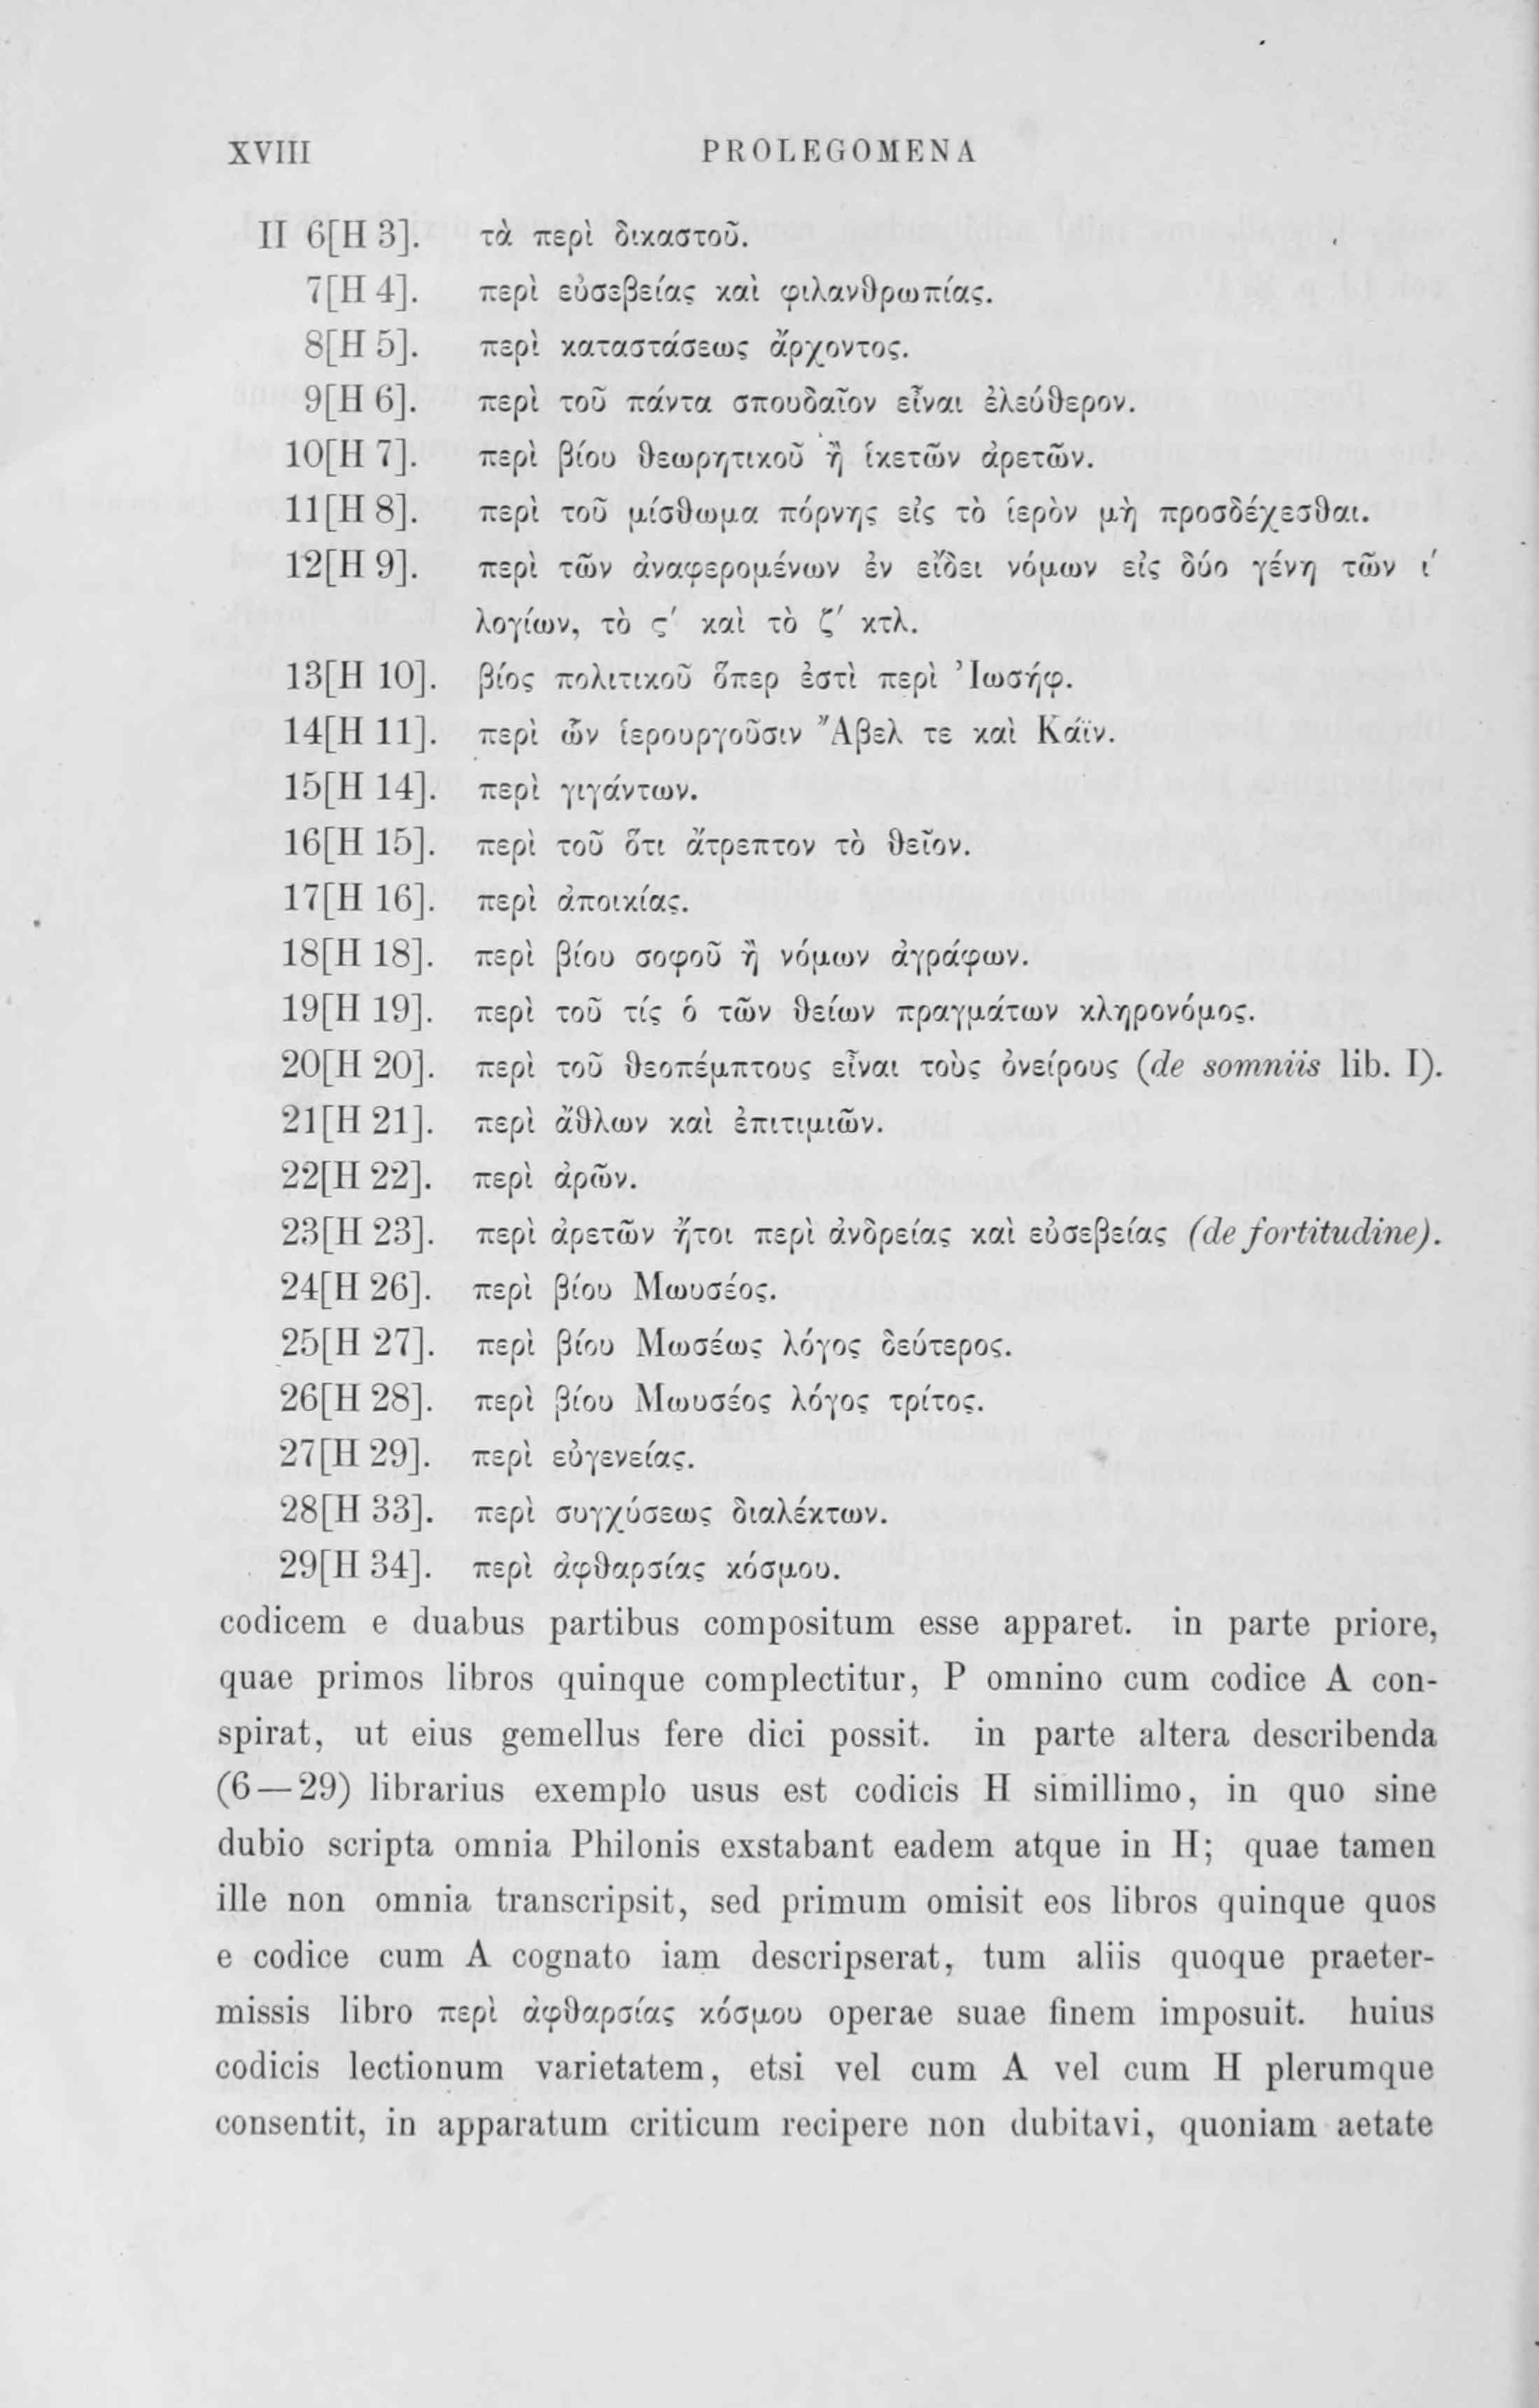 XVIII PROLEGOMENA
II 6[H 3]. τὰ περὶ δικαστοῦ.
7[H 4]. περὶ εὐσεβείας καὶ φιλανθρωπίας.
8[H 5]. περὶ καταστάσεως ἄρχοντος.
9[H 6]. περὶ τοῦ πάντα σπουδαῖον εἶναι ἐλεύθερον.
10[H 7]. περὶ βίου θεωρητικοῦ ἢ ἱκετῶν ἀρετῶν.
11[H 8]. περὶ τοῦ μίσθωμα πόρνης εἰς τὸ ἱερὸν μὴ προσδέχεσθαι.
12[H 9]. περὶ τῶν ἀναφερομένων ἐν εἴδει νόμων εἰς δύο γένη τῶν ι′
λογίων, τὸ ς′ καὶ τὸ ζ′ κτλ.
13[H 10]. βίος πολιτικοῦ ὅπερ ἐστὶ περὶ Ἰωσήφ.
14[H 11]. περὶ ὧν ἱερουργοῦσιν Ἄβελ τε καὶ Κάϊν.
15[H 14]. περὶ γιγάντων.
16[H 15]. περὶ τοῦ ὅτι ἄτρεπτον τὸ θεῖον.
17[H 16]. περὶ ἀποικίας.
18[H 18]. περὶ βίου σοφοῦ ἢ νόμων ἀγράφων.
19[H 19]. περὶ τοῦ τίς ὁ τῶν θείων πραγμάτων κληρονόμος.
20[H 20]. περὶ τοῦ θεοπέμπτους εἶναι τοὺς ὀνείρους (de somniis lib. I).
21[H 21]. περὶ ἄθλων καὶ ἐπιτιμιῶν.
22[H 22]. περὶ ἀρῶν.
23[H 23]. περὶ ἀρετῶν ἤτοι περὶ ἀνδρείας καὶ εὐσεβείας (de fortitudine).
24[H 26]. περὶ βίου Μωυσέος.
25[H 27]. περὶ βίου Μωσέως λόγος δεύτερος.
26[H 28]. περὶ βίου Μωυσέος λόγος τρίτος.
27[H 29]. περὶ εὐγενείας.
28[H 33]. περὶ συγχύσεως διαλέκτων.
29[H 34]. περὶ ἀφθαρσίας κόσμου.
codicem e duabus partibus compositum esse apparet. in parte priore,
quae primos libros quinque complectitur, P omnino cum codice A con-
spirat, ut eius gemellus fere dici possit. in parte altera describenda
(6—29) librarius exemplo usus est codicis H simillimo, in quo sine
dubio scripta omnia Philonis exstabant eadem atque in H; quae tamen
ille non omnia transcripsit, sed primum omisit eos libros quinque quos
e codice cum A cognato iam descripserat, tum aliis quoque praeter-
missis libro περὶ ἀφθαρσίας κόσμου operae suae finem imposuit. huius
codicis lectionum varietatem, etsi vel cum A vel cum H plerumque
consentit, in apparatum criticum recipere non dubitavi, quoniam aetate